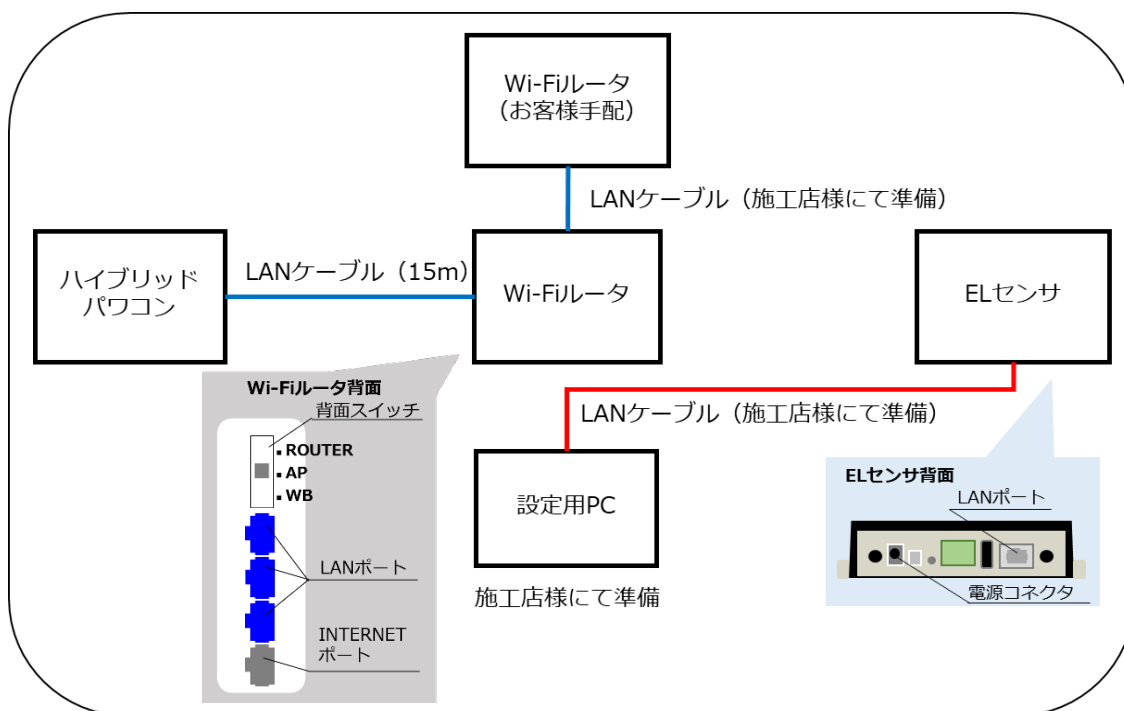 Wi-Fiルータ
（お客様手配）
LANケーブル（施工店様にて準備）
ハイブリッド
パワコン
LANケーブル（15m）
Wi-Fiルータ
ELセンサ
Wi-Fiルータ背面
背面スイッチ
ROUTER
AP
WB
LANポート
INTERNET
ポート
LANケーブル（施工店様にて準備）
設定用PC
施工店様にて準備
ELセンサ背面
LANポート
電源コネクタ